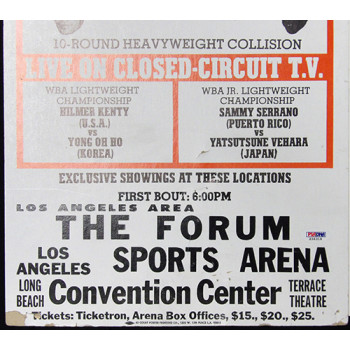 10-ROUND HEAVYWEIGHT COLLISION
LIVE ON CLOSED-CIRCUIT T.V.
WBA LIGHTWEIGHT
CHAMPIONSHIP
HILMER KENTY
(U.S.A.)
VS
YONG OH HO
(KOREA)
WBA JR. LIGHTWEIGHT
CHAMPIONSHIP
SAMMY SERRANO
(PUERTO RICO)
VS
YATSUTSUNE VEHARA
(JAPAN)
EXCLUSIVE SHOWINGS AT THESE LOCATIONS
FIRST BOUT: 6:00PM
LOS ANGELES AREA
THE FORUM
LOS ANGELES SPORTS ARENA
LONG BEACH Convention Center TERRACE THEATRE
Tickets: Ticketron, Arena Box Offices, $15., $20., $25.